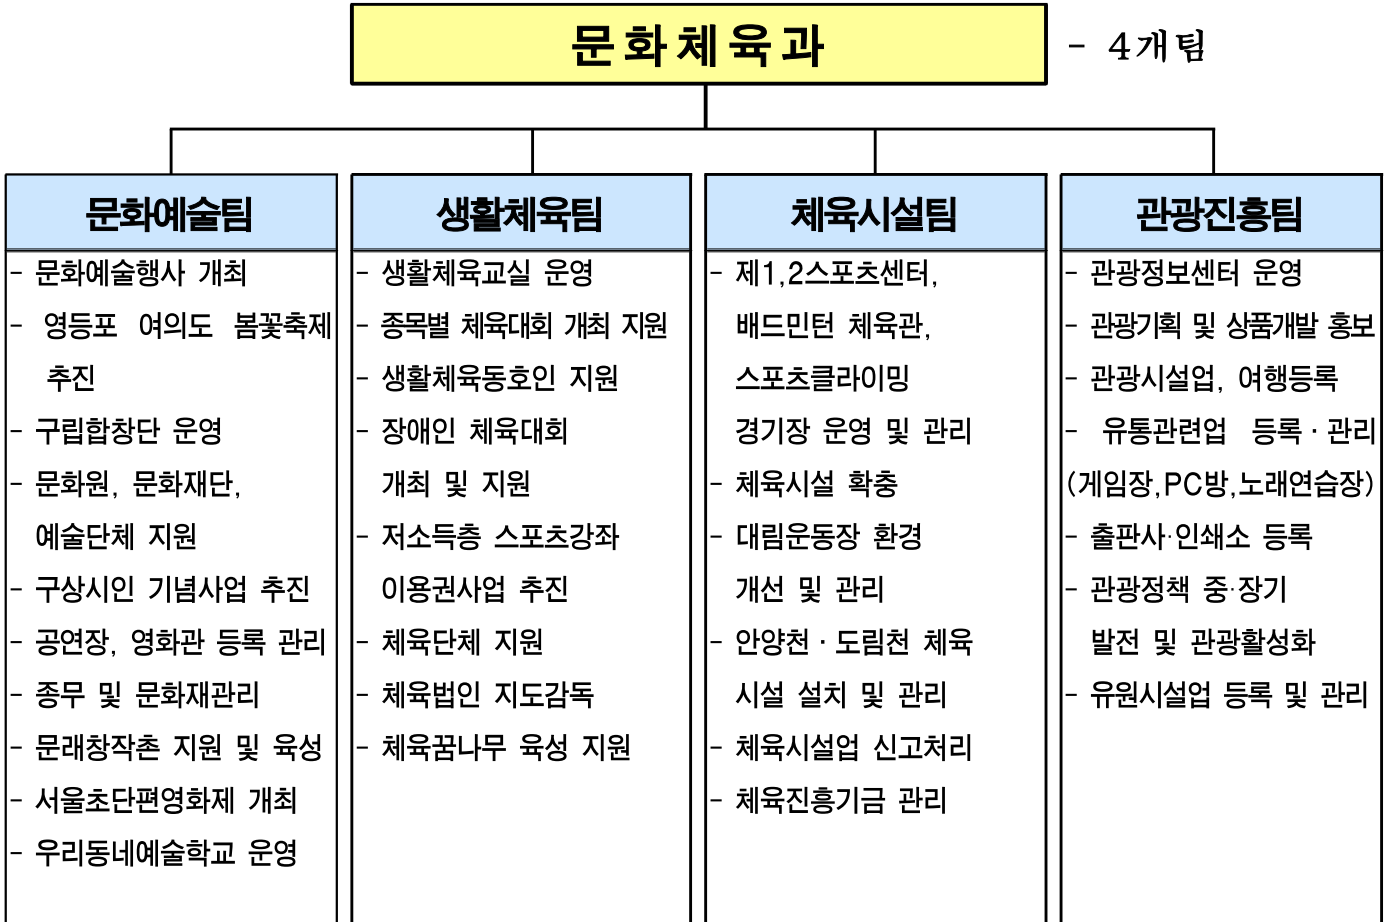 문화체육과
- 4개팀
문화예술팀
- 문화예술행사 개최
- 영등포 여의도 봄꽃축제
추진
- 구립합창단 운영
- 문화원, 문화재단,
예술단체 지원
- 구상시인 기념사업 추진
- 공연장, 영화관 등록 관리
- 종무 및 문화재관리
- 문래창작촌 지원 및 육성
- 서울초단편영화제 개최
- 우리동네예술학교 운영
생활체육팀
- 생활체육교실 운영
- 종목별 체육대회 개최 지원
- 생활체육동호인 지원
- 장애인 체육대회
개최 및 지원
- 저소득층 스포츠강좌
이용권사업 추진
- 체육단체 지원
- 체육법인 지도감독
- 체육꿈나무 육성 지원
체육시설팀
- 제1,2스포츠센터,
배드민턴 체육관,
스포츠클라이밍
경기장 운영 및 관리
- 체육시설 확충
- 대림운동장 환경
개선 및 관리
- 안양천·도림천 체육
시설 설치 및 관리
- 체육시설업 신고처리
- 체육진흥기금 관리
관광진흥팀
- 관광정보센터 운영
- 관광기획 및 상품개발 홍보
- 관광시설업, 여행등록
- 유통관련업 등록·관리
(게임장,PC방,노래연습장)
- 출판사·인쇄소 등록
- 관광정책 중·장기
발전 및 관광활성화
- 유원시설업 등록 및 관리